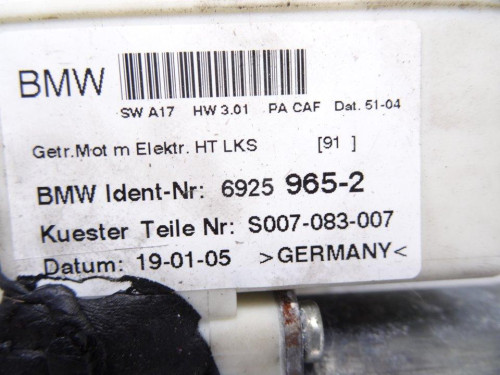 BMW
SW A17 HW 3.01 PA CAF Dat. 51-04
Getr.Mot m Elektr. HT LKS [91 ]
BMW Ident-Nr: 6925 965-2
Kuester Teile Nr: S007-083-007
Datum: 19-01-05 >GERMANY<